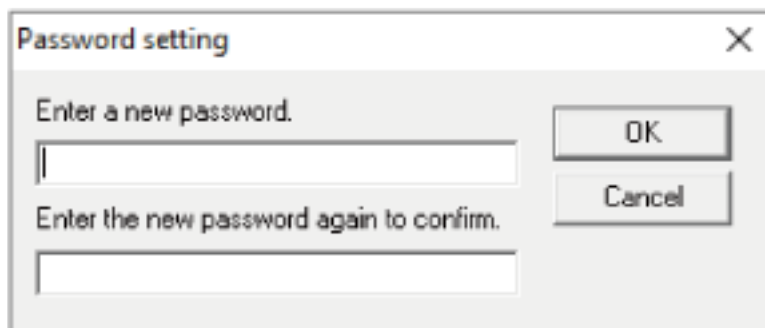 Password setting
Enter a new password.
OK
Cancel
Enter the new password again to confirm.